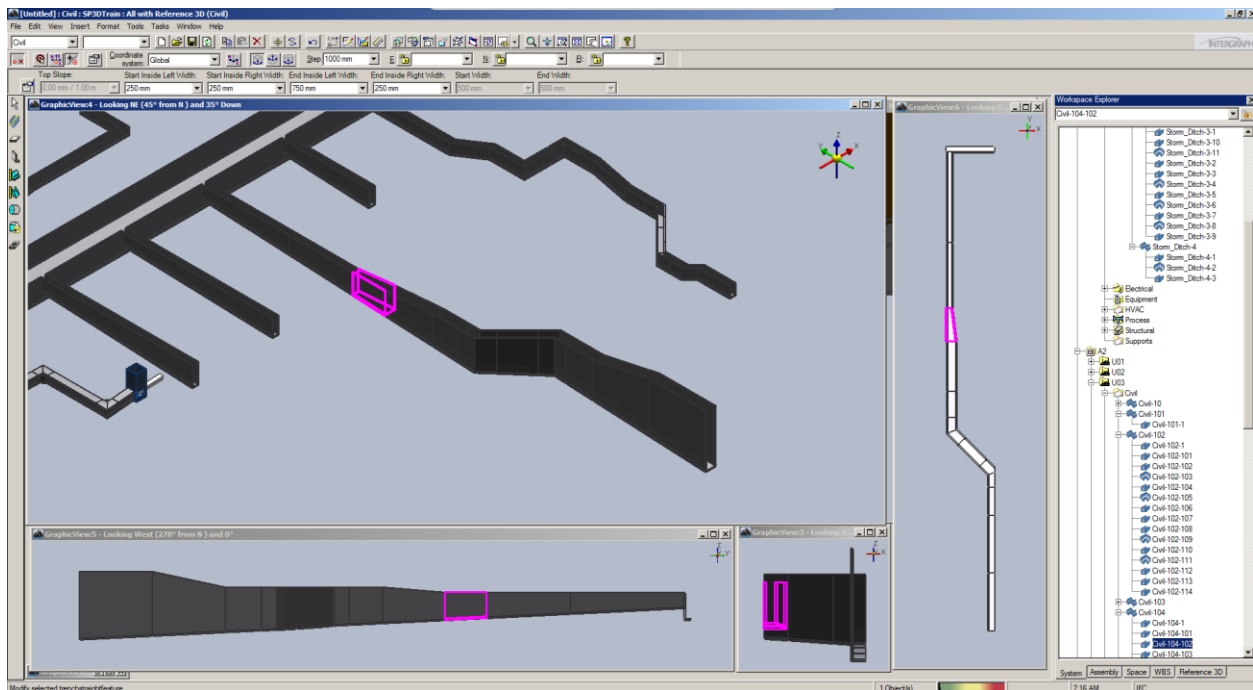 [Untitled] : Civil : SP3DTrain : All with Reference 3D (Civil)
File Edit View Insert Format Tools Tasks Window Help
Civil
INTERGRAPH
Coordinate system: Global Step: 1000 mm E: N: El:
Top Slope: Start Inside Left Width: Start Inside Right Width: End Inside Left Width: End Inside Right Width: Start Width: End Width:
0.00 mm / 1.00 m 250 mm 250 mm 750 mm 250 mm 500 mm 500 mm
GraphicView:4 - Looking NE (45° from N ) and 35° Down
Z
Y X
GraphicView:6 - Looking
Y
X
GraphicView:5 - Looking West (270° from N ) and 0°
Z
Y
GraphicView:3 - Looking
Z
X
Workspace Explorer
Civil-104-102
Storm_Ditch-3-1
Storm_Ditch-3-10
Storm_Ditch-3-11
Storm_Ditch-3-2
Storm_Ditch-3-3
Storm_Ditch-3-4
Storm_Ditch-3-5
Storm_Ditch-3-6
Storm_Ditch-3-7
Storm_Ditch-3-8
Storm_Ditch-3-9
Storm_Ditch-4
Storm_Ditch-4-1
Storm_Ditch-4-2
Storm_Ditch-4-3
Electrical
Equipment
HVAC
Process
Structural
Supports
A2
U01
U02
U03
Civil
Civil-10
Civil-101
Civil-101-1
Civil-102
Civil-102-1
Civil-102-101
Civil-102-102
Civil-102-103
Civil-102-104
Civil-102-105
Civil-102-106
Civil-102-107
Civil-102-108
Civil-102-109
Civil-102-110
Civil-102-111
Civil-102-112
Civil-102-113
Civil-102-114
Civil-103
Civil-104
Civil-104-1
Civil-104-101
Civil-104-102
Civil-104-103
System Assembly Space WBS Reference 3D
Modify selected trenchstraightfeature 1 Object(s) 7:16 AM IFC